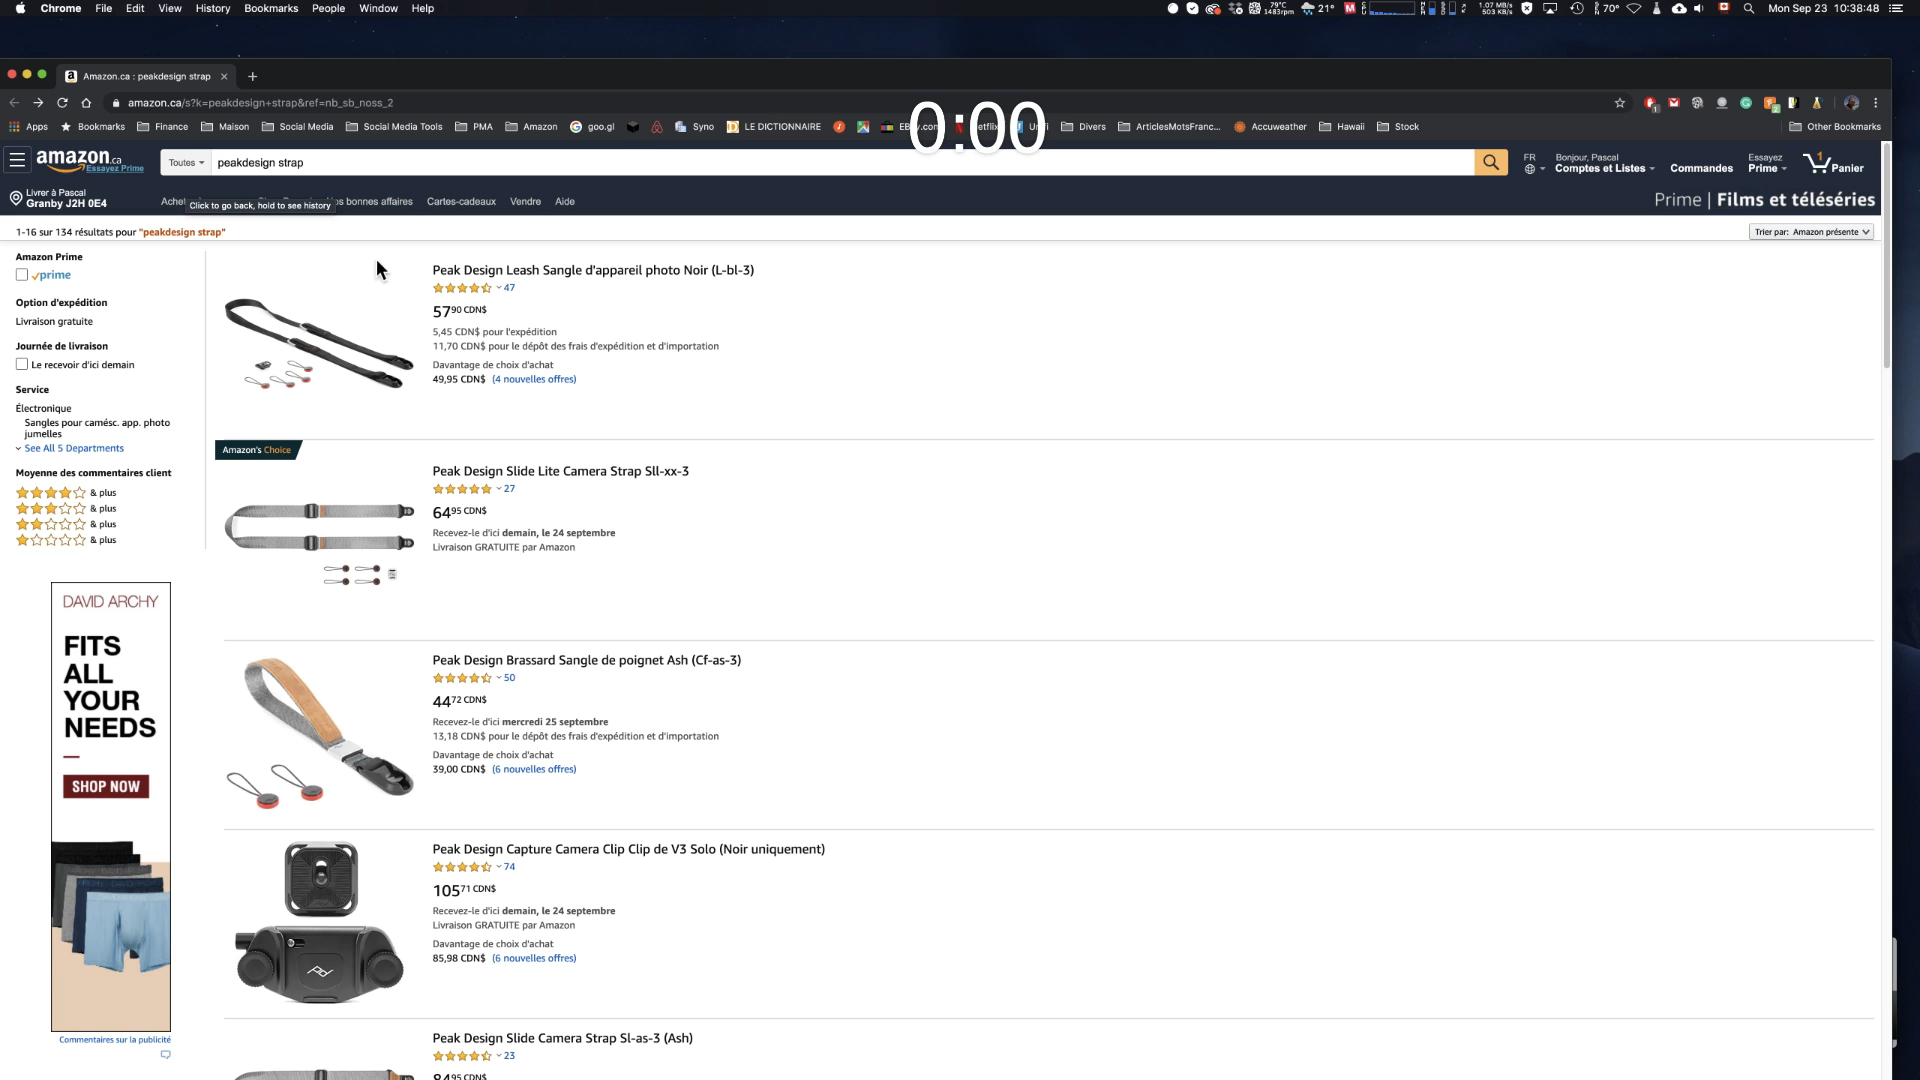 Chrome File Edit View History Bookmarks People Window Help
79°C
1483rpm
21°
1.07 MB/s
503 KB/s
70°
Mon Sep 23 10:38:48
Amazon.ca : peakdesign strap
amazon.ca/s?k=peakdesign+strap&ref=nb_sb_noss_2
0:00
Apps Bookmarks Finance Maison Social Media Social Media Tools PMA Amazon goo.gl Syno LE DICTIONNAIRE Divers ArticlesMotsFranc... Accuweather Hawaii Stock Other Bookmarks
amazon.ca
Essayez Prime
Toutes
peakdesign strap
FR
Bonjour, Pascal
Comptes et Listes
Commandes
Essayez
Prime
1
Panier
Livrer à Pascal
Granby J2H 0E4
Click to go back, hold to see history
bonnes affaires Cartes-cadeaux Vendre Aide
Prime | Films et téléséries
1-16 sur 134 résultats pour "peakdesign strap"
Trier par: Amazon présente
Amazon Prime
prime
Option d'expédition
Livraison gratuite
Journée de livraison
Le recevoir d'ici demain
Service
Électronique
Sangles pour camésc. app. photo
jumelles
See All 5 Departments
Moyenne des commentaires client
& plus
& plus
& plus
& plus
DAVID ARCHY
FITS
ALL
YOUR
NEEDS
SHOP NOW
Commentaires sur la publicité
Peak Design Leash Sangle d'appareil photo Noir (L-bl-3)
47
57 90 CDN$
5,45 CDN$ pour l'expédition
11,70 CDN$ pour le dépôt des frais d'expédition et d'importation
Davantage de choix d'achat
49,95 CDN$ (4 nouvelles offres)
Amazon's Choice
Peak Design Slide Lite Camera Strap Sll-xx-3
27
64 95 CDN$
Recevez-le d'ici demain, le 24 septembre
Livraison GRATUITE par Amazon
Peak Design Brassard Sangle de poignet Ash (Cf-as-3)
50
44 72 CDN$
Recevez-le d'ici mercredi 25 septembre
13,18 CDN$ pour le dépôt des frais d'expédition et d'importation
Davantage de choix d'achat
39,00 CDN$ (6 nouvelles offres)
Peak Design Capture Camera Clip Clip de V3 Solo (Noir uniquement)
74
105 71 CDN$
Recevez-le d'ici demain, le 24 septembre
Livraison GRATUITE par Amazon
Davantage de choix d'achat
85,98 CDN$ (6 nouvelles offres)
Peak Design Slide Camera Strap Sl-as-3 (Ash)
23
84 95 CDN$